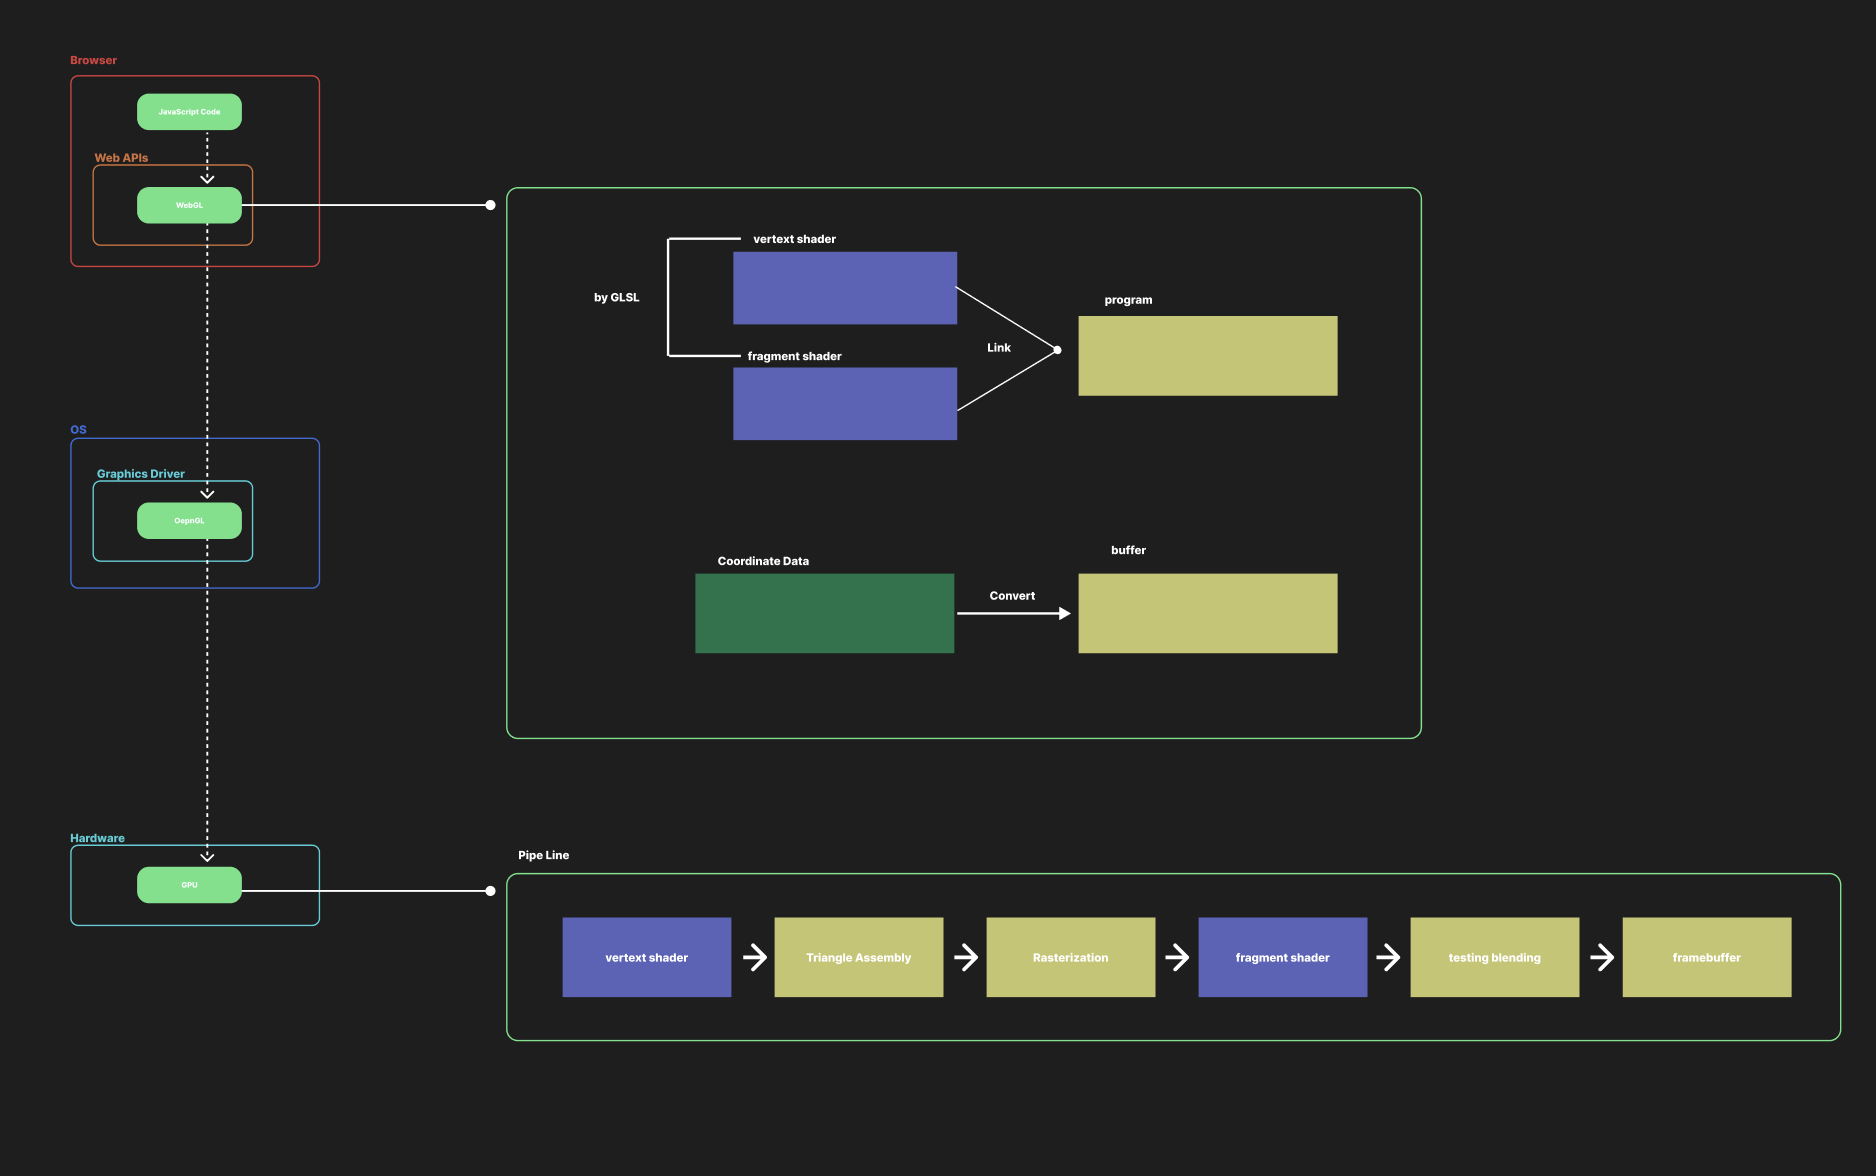 Browser
JavaScript Code
Web APIs
WebGL
vertext shader
by GLSL
program
Link
fragment shader
OS
Graphics Driver
OepnGL
Coordinate Data
buffer
Convert
Hardware
GPU
Pipe Line
vertext shader
Triangle Assembly
Rasterization
fragment shader
testing blending
framebuffer